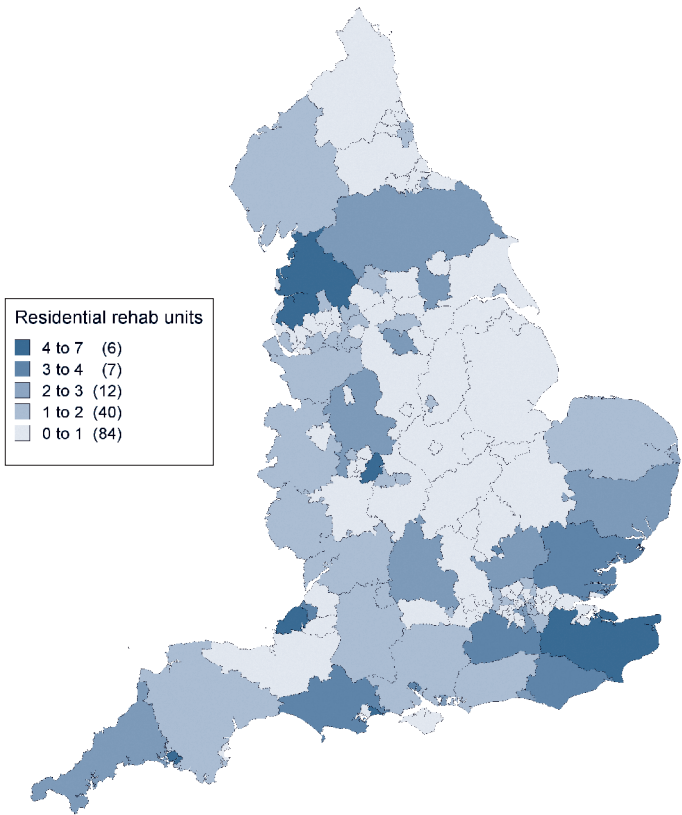 Residential rehab units
4 to 7 (6)
3 to 4 (7)
2 to 3 (12)
1 to 2 (40)
0 to 1 (84)